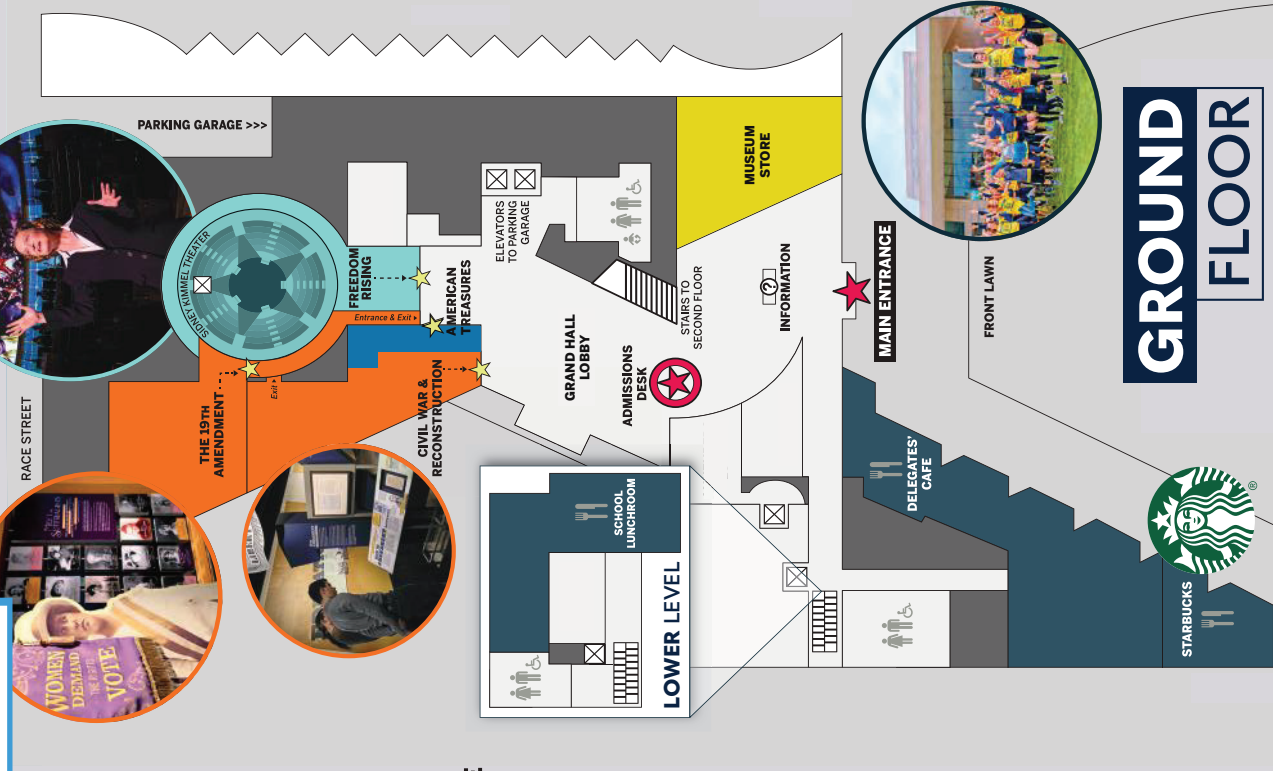 GROUND
FLOOR
RACE STREET
PARKING GARAGE >>>
SIDNEY KIMMEL THEATER
FREEDOM
RISING
Entrance & Exit
AMERICAN
TREASURES
THE 19TH
AMENDMENT
Exit
CIVIL WAR &
RECONSTRUCTION
ELEVATORS
TO PARKING
GARAGE
GRAND HALL
LOBBY
STAIRS TO
SECOND FLOOR
ADMISSIONS
DESK
MUSEUM
STORE
?
INFORMATION
MAIN ENTRANCE
FRONT LAWN
DELEGATES'
CAFE
STARBUCKS
®
SCHOOL
LUNCHROOM
LOWER LEVEL
WOMEN
DEMAND
THE RIGHT TO
VOTE